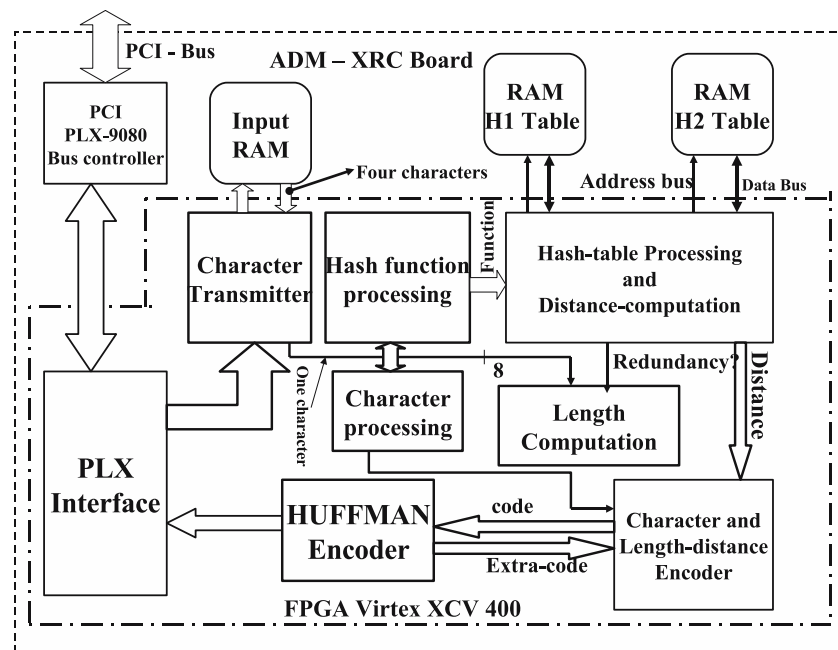 PCI - Bus
ADM – XRC Board
PCI
PLX-9080
Bus controller
Input
RAM
RAM
H1 Table
RAM
H2 Table
Four characters
Address bus
Data Bus
Character
Transmitter
Hash function
processing
Function
Hash-table Processing
and
Distance-computation
One character
8
Redundancy?
Distance
Character
processing
Length
Computation
PLX
Interface
HUFFMAN
Encoder
code
Extra-code
Character and
Length-distance
Encoder
FPGA Virtex XCV 400